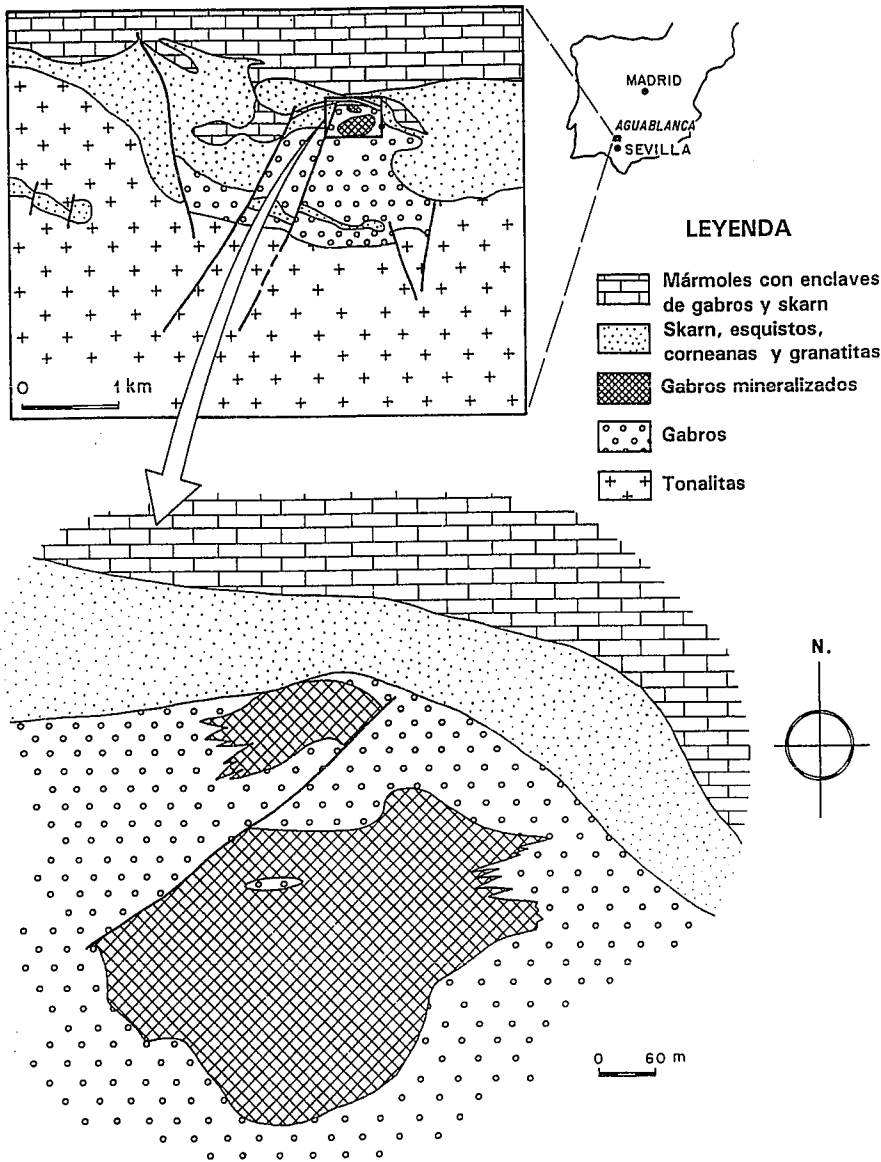 MADRID
AGUABLANCA
SEVILLA
LEYENDA
Mármoles con enclaves
de gabros y skarn
Skarn, esquistos,
corneanas y granatitas
Gabros mineralizados
Gabros
Tonalitas
0 1 km
N.
0 60 m